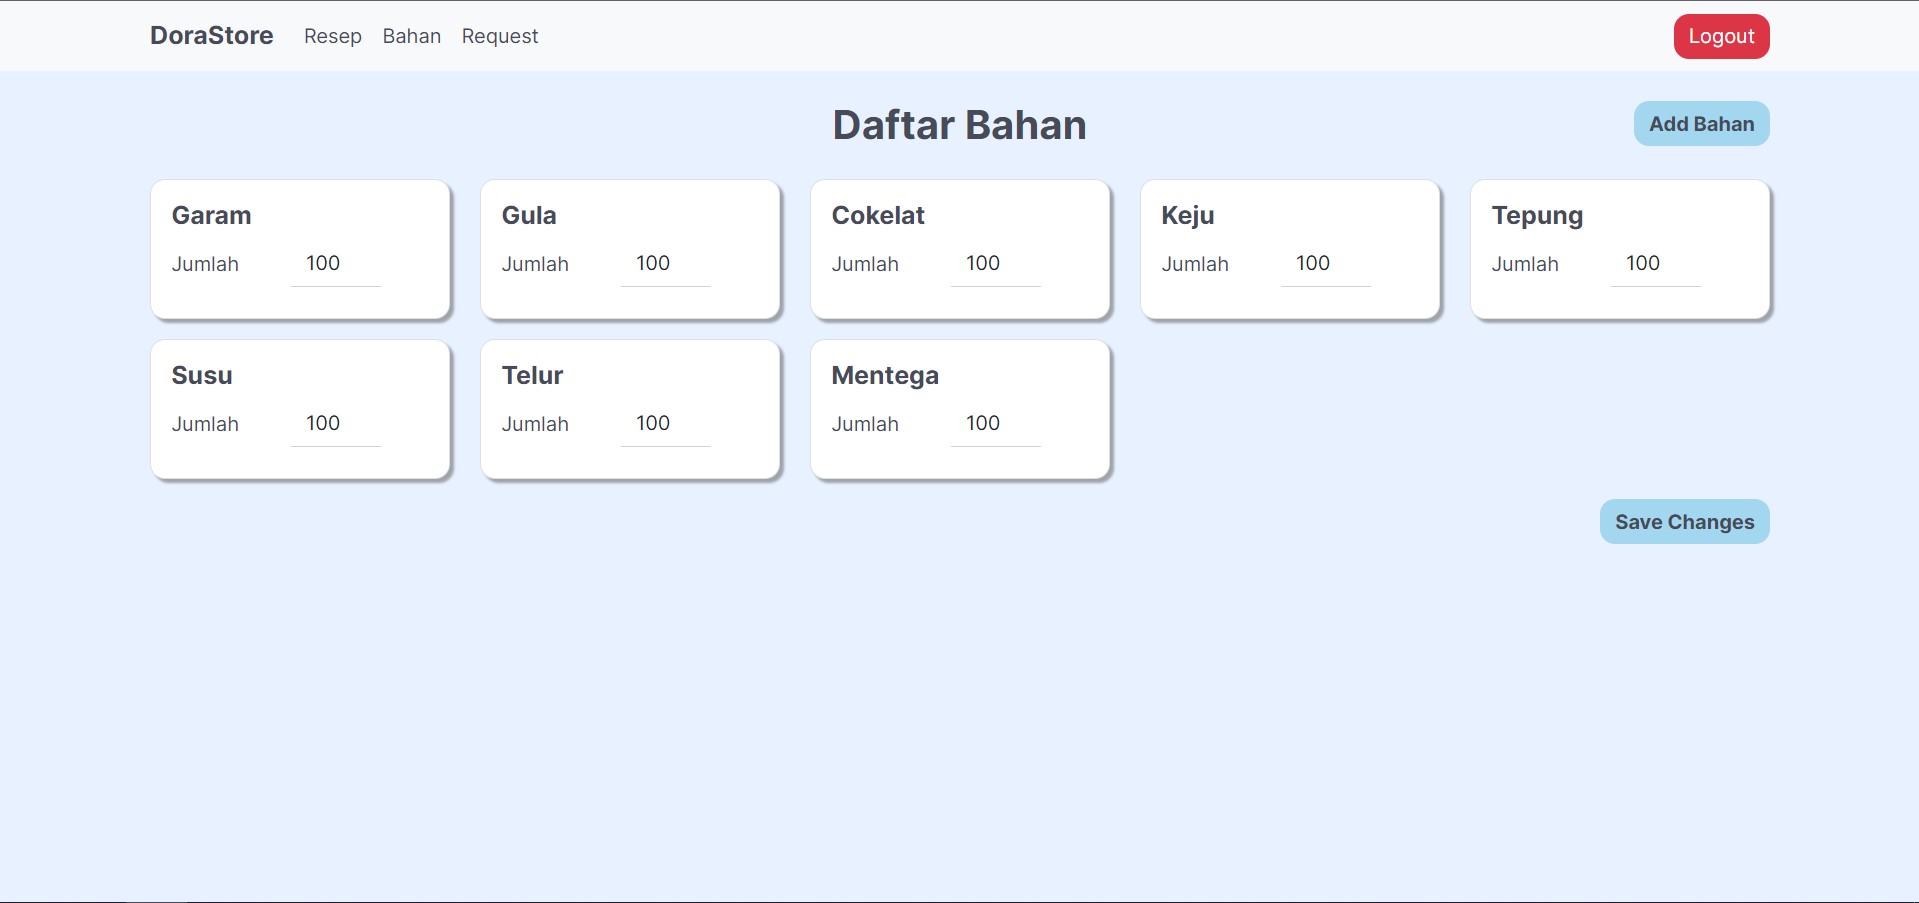 DoraStore Resep Bahan Request Logout
Daftar Bahan Add Bahan
Garam Gula Cokelat Keju Tepung
Jumlah 100 Jumlah 100 Jumlah 100 Jumlah 100 Jumlah 100
Susu Telur Mentega
Jumlah 100 Jumlah 100 Jumlah 100
Save Changes